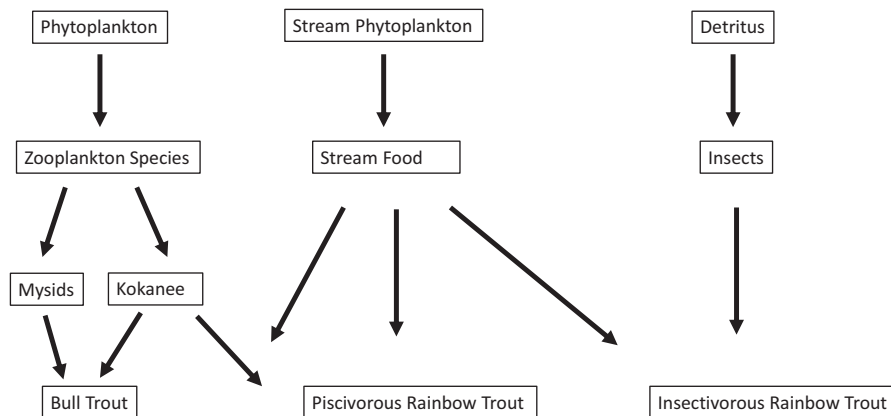 Phytoplankton
Stream Phytoplankton
Detritus
Zooplankton Species
Stream Food
Insects
Mysids
Kokanee
Bull Trout
Piscivorous Rainbow Trout
Insectivorous Rainbow Trout